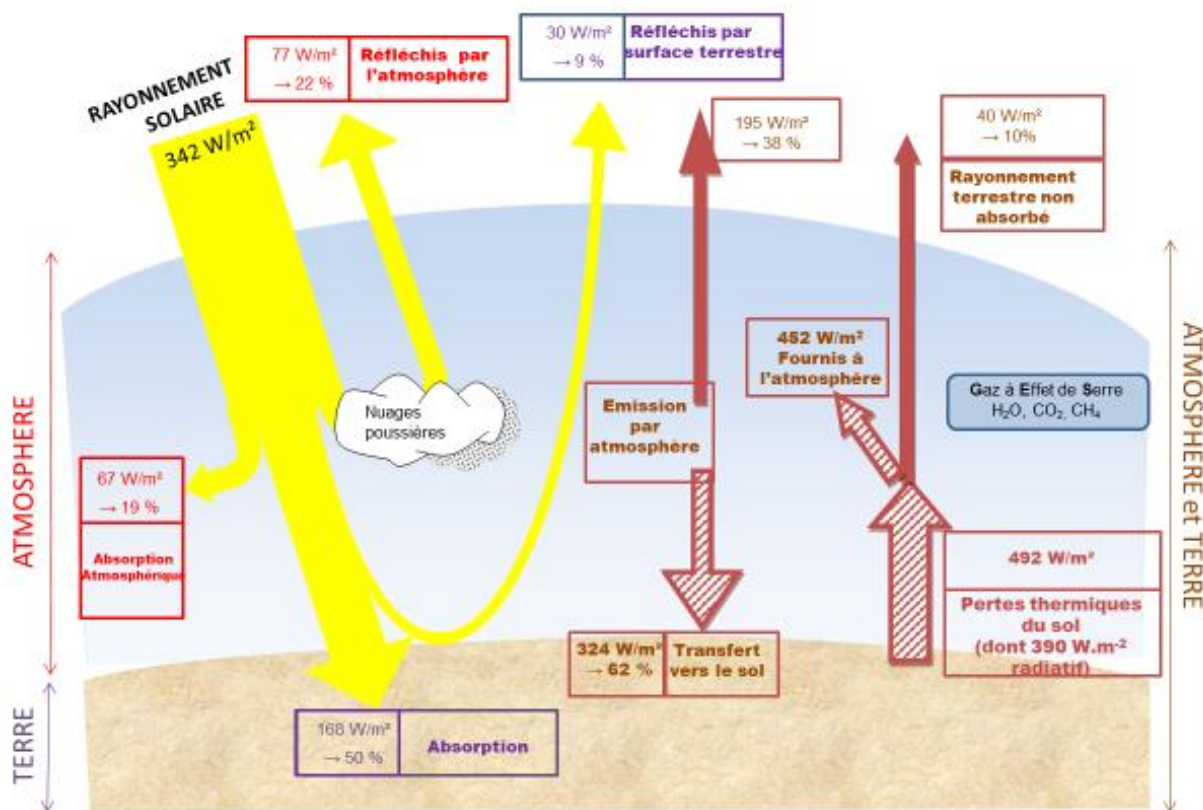 RAYONNEMENT
SOLAIRE
342 W/m²
77 W/m²
→ 22 %
Réfléchis par
l'atmosphère
30 W/m²
→ 9 %
Réfléchis par
surface terrestre
195 W/m²
→ 38 %
40 W/m²
→ 10%
Rayonnement
terrestre non
absorbé
ATMOSPHERE
ATMOSPHERE et TERRE
452 W/m²
Fournis à
l'atmosphère
Gaz à Effet de Serre
H₂O, CO₂, CH₄
Nuages
poussières
Emission
par
atmosphère
67 W/m²
→ 19 %
Absorption
Atmosphérique
492 W/m²
Pertes thermiques
du sol
(dont 390 W.m⁻²
radiatif)
324 W/m²
→ 62 %
Transfert
vers le sol
TERRE
168 W/m²
→ 50 %
Absorption